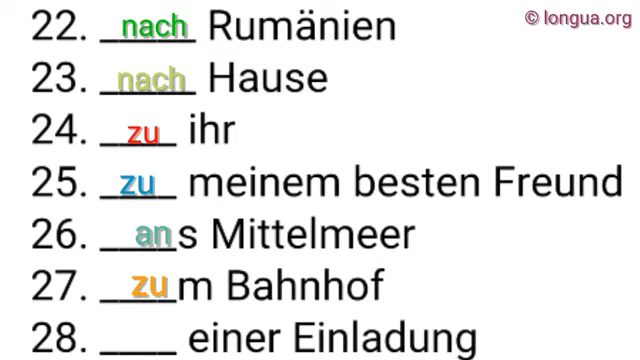 © longua.org
22. nach Rumänien
23. nach Hause
24. zu ihr
25. zu meinem besten Freund
26. ans Mittelmeer
27. zum Bahnhof
28. ____ einer Einladung